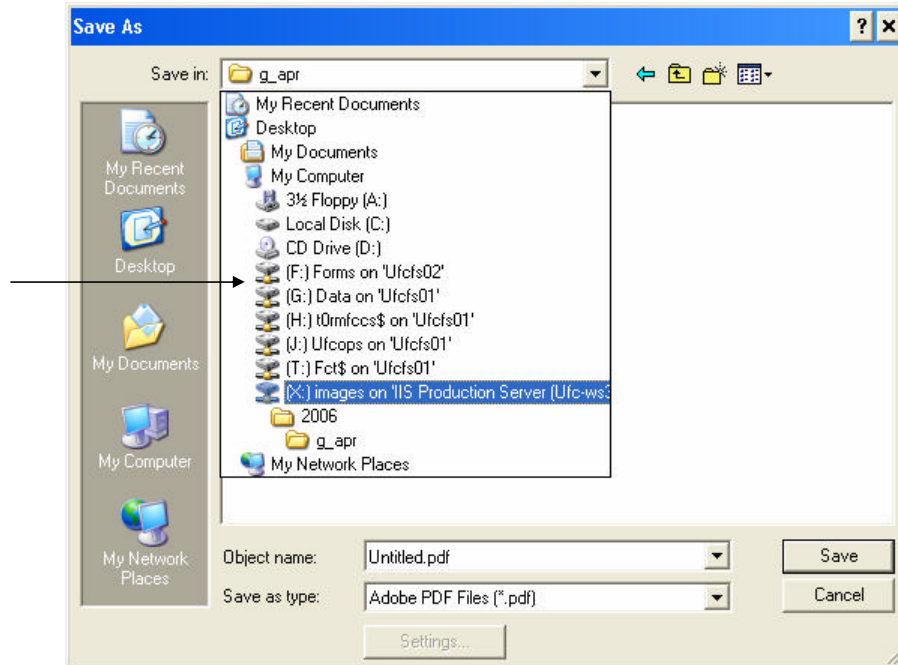 Save As
Save in: g_apr
My Recent Documents
Desktop
My Documents
My Computer
3½ Floppy (A:)
Local Disk (C:)
CD Drive (D:)
(F:) Forms on 'Ufcfs02'
(G:) Data on 'Ufcfs01'
(H:) t0rmfccs$ on 'Ufcfs01'
(J:) Ufcops on 'Ufcfs01'
(T:) Fct$ on 'Ufcfs01'
(X:) images on 'IIS Production Server (Ufc-ws3
2006
g_apr
My Network Places
My Recent
Documents
Desktop
My Documents
My Computer
My Network
Places
Object name: Untitled.pdf Save
Save as type: Adobe PDF Files (*.pdf) Cancel
Settings...